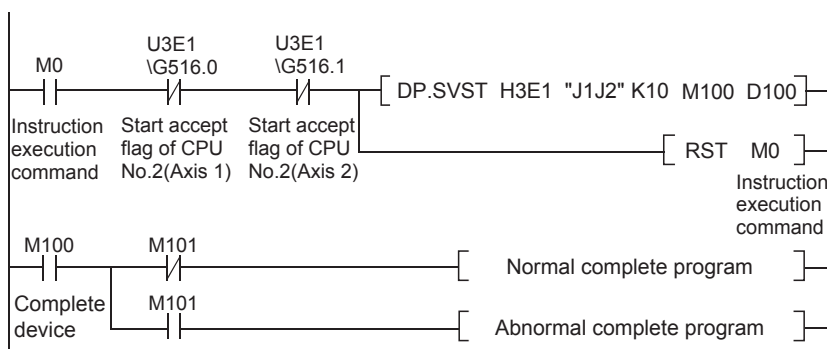 U3E1 U3E1
M0 \G516.0 \G516.1
DP.SVST H3E1 "J1J2" K10 M100 D100
Instruction execution command
Start accept flag of CPU No.2(Axis 1)
Start accept flag of CPU No.2(Axis 2)
RST M0
Instruction execution command
M100 M101
Normal complete program
Complete device
M101
Abnormal complete program